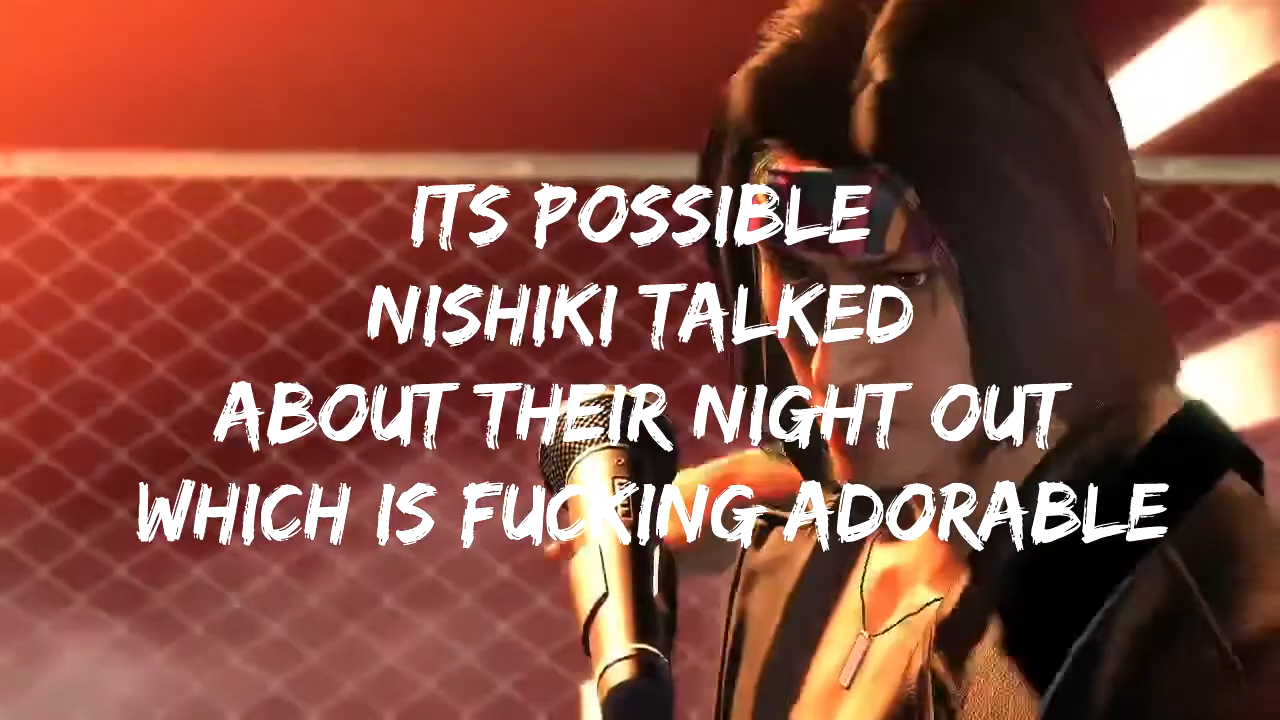 ITS POSSIBLE
NISHIKI TALKED
ABOUT THEIR NIGHT OUT
WHICH IS FUCKING ADORABLE